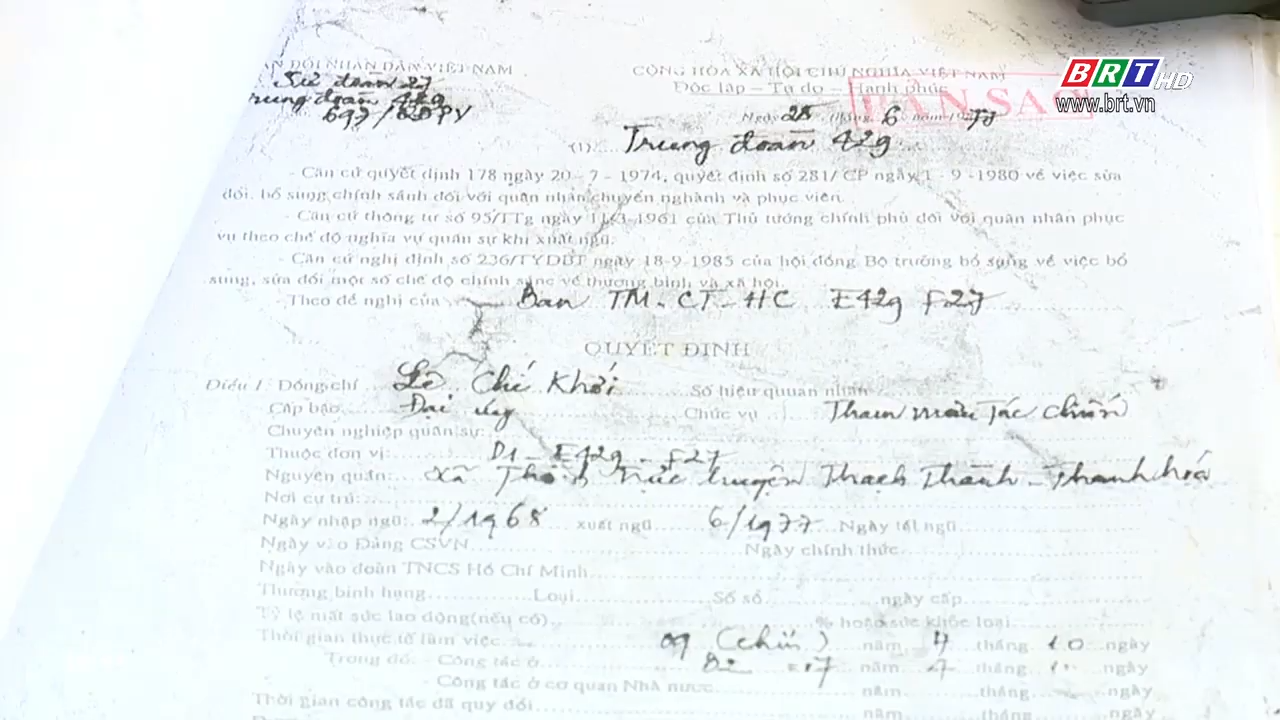 BRT HD
www.brt.vn
ĐỘI NHÂN DÂN VIỆT NAM
CỘNG HÒA XÃ HỘI CHỦ NGHĨA VIỆT NAM
Sư đoàn 27
Độc lập - Tự do - Hạnh phúc
BẢN SAO
Trung đoàn 429
Ngày 28 tháng 6 năm 1977
(1) Trung đoàn 429
- Căn cứ quyết định 178 ngày 20 - 7 - 1974, quyết định số 281/ CP ngày 1 - 9 -1980 về việc sửa
đổi, bổ sung chính sánh đối với quân nhân chuyển nghành và phục viên.
- Căn cứ thông tư số 95/TTg ngày 11/3-1961 của Thủ tướng chính phủ đối với quân nhân phục
vụ theo chế độ nghĩa vụ quân sự khi xuất ngũ.
- Căn cứ nghị định số 236/TYDBT ngày 18-9-1985 của hội đồng Bộ trưởng bổ sung về việc bổ
sung, sửa đổi một số chế độ chính sách về thương binh và xã hội.
-Theo đề nghị của Ban TM - CT - HC E429 F27
QUYẾT ĐỊNH
Điều 1: Đồng chí Lê Chí Khởi Số hiệu quuan nhân
Cấp bậo Đại úy Chức vụ Tham mưu tác chiến
Chuyên nghiệp quân sự:
Thuộc đơn vị: D1 - E429 - F27
Nguyên quán: xã Trực huyện Thạch Thành - Thanh hóa
Nơi cư trú:
Ngày nhập ngũ: 2/1968 xuất ngũ 6/1977 Ngày tái ngũ
Ngày vào Đảng CSVN Ngày chính thức
Ngày vào đoàn TNCS Hồ Chí Minh
Thương binh hạng Loại Số sổ ngày cấp
Tỷ lệ mất sức lao động(nếu có) % hoặc sức khỏe loại
Thời gian thực tế làm việc 09 (chín) năm 4 tháng 10 ngày
Trong đó: - Công tác ở năm 4 tháng ngày
- Công tác ở cơ quan Nhà nước năm tháng ngày
Thời gian công tác đã quy đổi năm tháng ngày